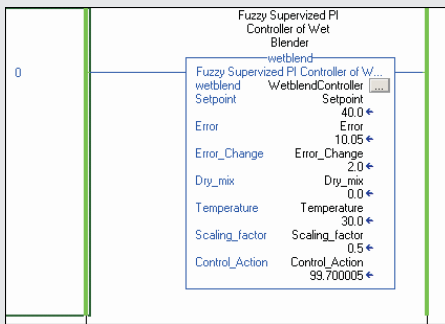 Fuzzy Supervized PI
Controller of Wet
Blender
wetblend
0
Fuzzy Supervized PI Controller of W...
wetblend WetblendController ...
Setpoint Setpoint
40.0
Error Error
10.05
Error_Change Error_Change
2.0
Dry_mix Dry_mix
0.0
Temperature Temperature
30.0
Scaling_factor Scaling_factor
0.5
Control_Action Control_Action
99.700005